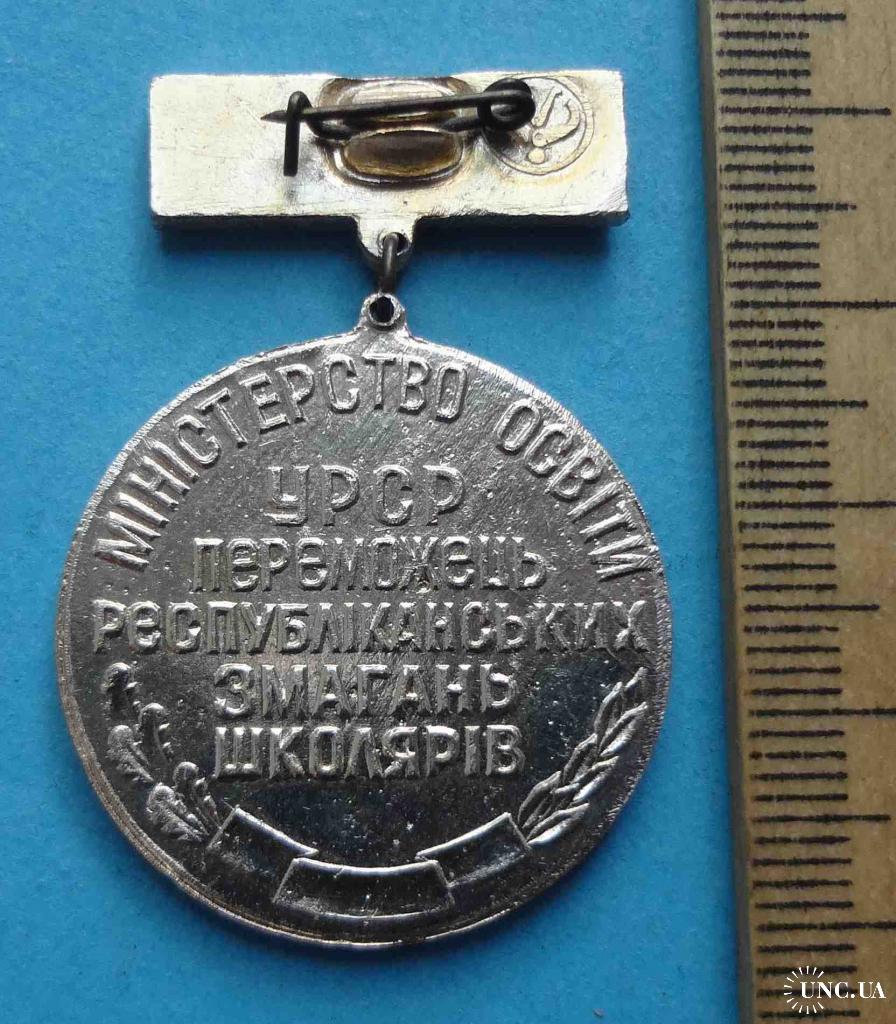 МІНІСТЕРСТВО ОСВІТИ
УРСР
ПЕРЕМОЖЕЦЬ
РЕСПУБЛІКАНСЬКИХ
ЗМАГАНЬ
ШКОЛЯРІВ
UNC.UA